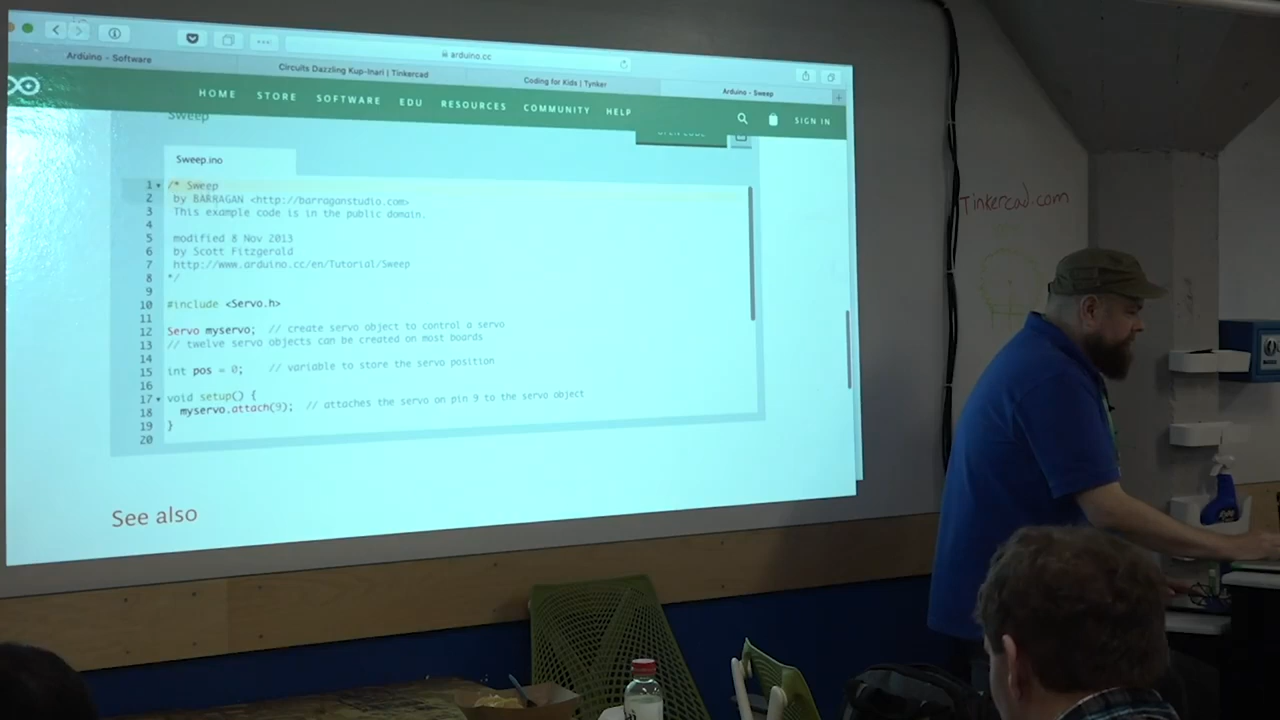 arduino.cc
Arduino - Software
Circuits Dazzling Kup-Inari | Tinkercad
Coding for Kids | Tynker
Arduino - Sweep
HOME STORE SOFTWARE EDU RESOURCES COMMUNITY HELP SIGN IN
Sweep
OPEN CODE
Sweep.ino
1 /* Sweep
2 by BARRAGAN <http://barraganstudio.com>
3 This example code is in the public domain.
4
5 modified 8 Nov 2013
6 by Scott Fitzgerald
7 http://www.arduino.cc/en/Tutorial/Sweep
8 */
9
10 #include <Servo.h>
11
12 Servo myservo; // create servo object to control a servo
13 // twelve servo objects can be created on most boards
14
15 int pos = 0; // variable to store the servo position
16
17 void setup() {
18 myservo.attach(9); // attaches the servo on pin 9 to the servo object
19 }
20
See also
Tinkercad.com